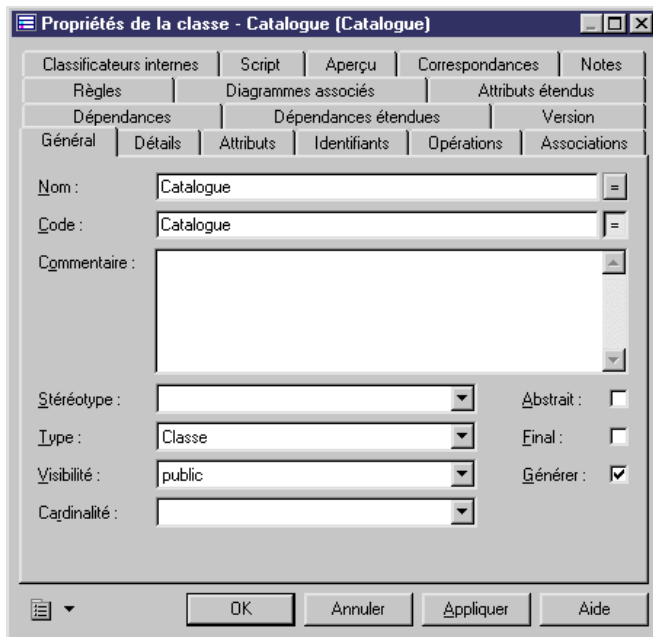 Propriétés de la classe - Catalogue (Catalogue)
Classificateurs internes Script Aperçu Correspondances Notes
Règles Diagrammes associés Attributs étendus
Dépendances Dépendances étendues Version
Général Détails Attributs Identifiants Opérations Associations
Nom : Catalogue =
Code : Catalogue =
Commentaire :
Stéréotype : Abstrait :
Type : Classe Final :
Visibilité : public Générer :
Cardinalité :
OK Annuler Appliquer Aide